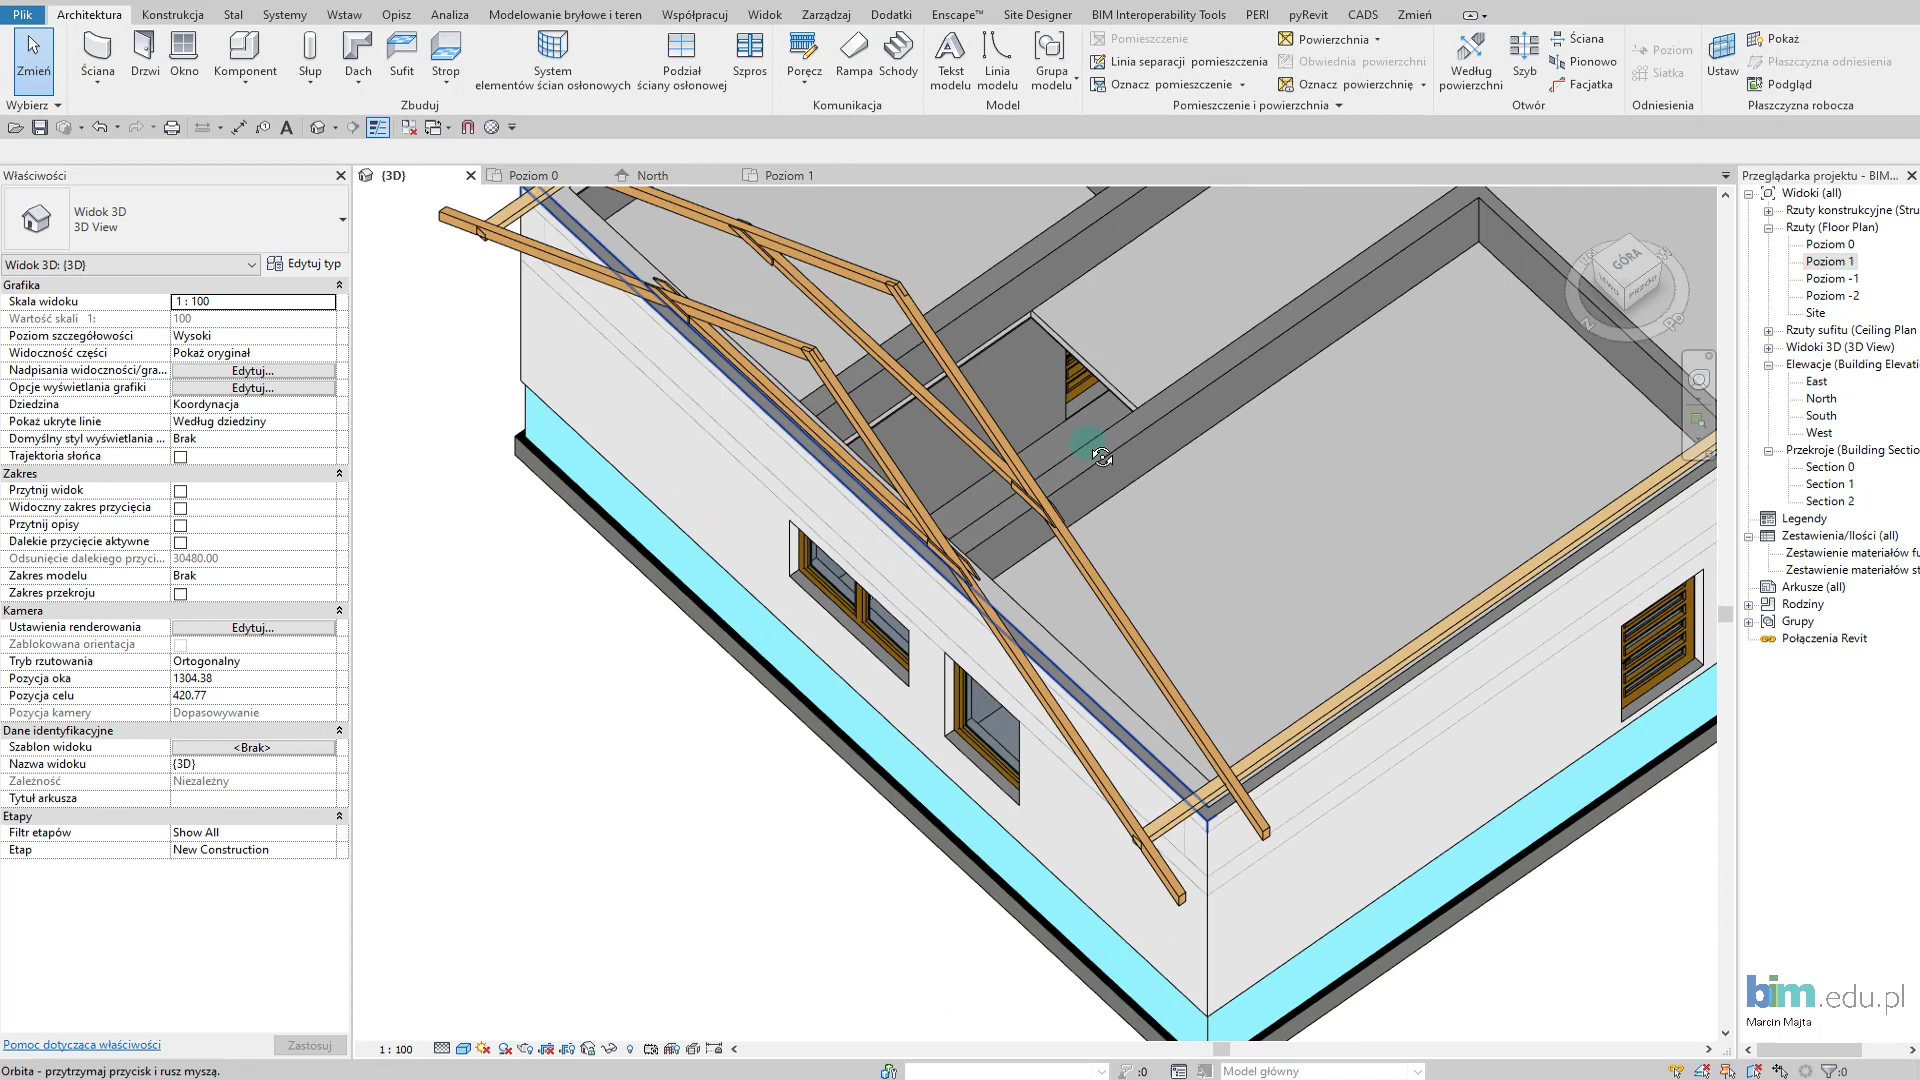 Plik Architektura Konstrukcja Stal Systemy Wstaw Opisz Analiza Modelowanie bryłowe i teren Współpracuj Widok Zarządzaj Dodatki Enscape™ Site Designer BIM Interoperability Tools PERI pyRevit CADS Zmień
Zmień Ściana Drzwi Okno Komponent Słup Dach Sufit Strop System elementów ścian osłonowych Podział ściany osłonowej Szpros Poręcz Rampa Schody Tekst modelu Linia modelu Grupa modelu
Pomieszczenie Powierzchnia
Linia separacji pomieszczenia Obwiednia powierzchni
Oznacz pomieszczenie Oznacz powierzchnię
Według powierzchni Szyb Ściana Pionowo Facjatka Poziom Siatka Ustaw Pokaż Płaszczyzna odniesienia Podgląd
Wybierz Zbuduj Komunikacja Model Pomieszczenie i powierzchnia Otwór Odniesienia Płaszczyzna robocza
Właściwości
Widok 3D
3D View
Widok 3D: {3D} Edytuj typ
Grafika
Skala widoku 1 : 100
Wartość skali 1: 100
Poziom szczegółowości Wysoki
Widoczność części Pokaż oryginał
Nadpisania widoczności/gra... Edytuj...
Opcje wyświetlania grafiki Edytuj...
Dziedzina Koordynacja
Pokaż ukryte linie Według dziedziny
Domyślny styl wyświetlania ... Brak
Trajektoria słońca
Zakres
Przytnij widok
Widoczny zakres przycięcia
Przytnij opisy
Dalekie przycięcie aktywne
Odsunięcie dalekiego przyci... 30480.00
Zakres modelu Brak
Zakres przekroju
Kamera
Ustawienia renderowania Edytuj...
Zablokowana orientacja
Tryb rzutowania Ortogonalny
Pozycja oka 1304.38
Pozycja celu 420.77
Pozycja kamery Dopasowywanie
Dane identyfikacyjne
Szablon widoku <Brak>
Nazwa widoku {3D}
Zależność Niezależny
Tytuł arkusza
Etapy
Filtr etapów Show All
Etap New Construction
Pomoc dotycząca właściwości Zastosuj
{3D} Poziom 0 North Poziom 1
GÓRA
LEWO
PRZÓD
Przeglądarka projektu - BIM...
Widoki (all)
Rzuty konstrukcyjne (Stru
Rzuty (Floor Plan)
Poziom 0
Poziom 1
Poziom -1
Poziom -2
Site
Rzuty sufitu (Ceiling Plan
Widoki 3D (3D View)
Elewacje (Building Elevati
East
North
South
West
Przekroje (Building Sectio
Section 0
Section 1
Section 2
Legendy
Zestawienia/Ilości (all)
Zestawienie materiałów fu
Zestawienie materiałów st
Arkusze (all)
Rodziny
Grupy
Połączenia Revit
bim.edu.pl
Marcin Majta
1 : 100
Orbita - przytrzymaj przycisk i rusz myszą.
:0 Model główny :0